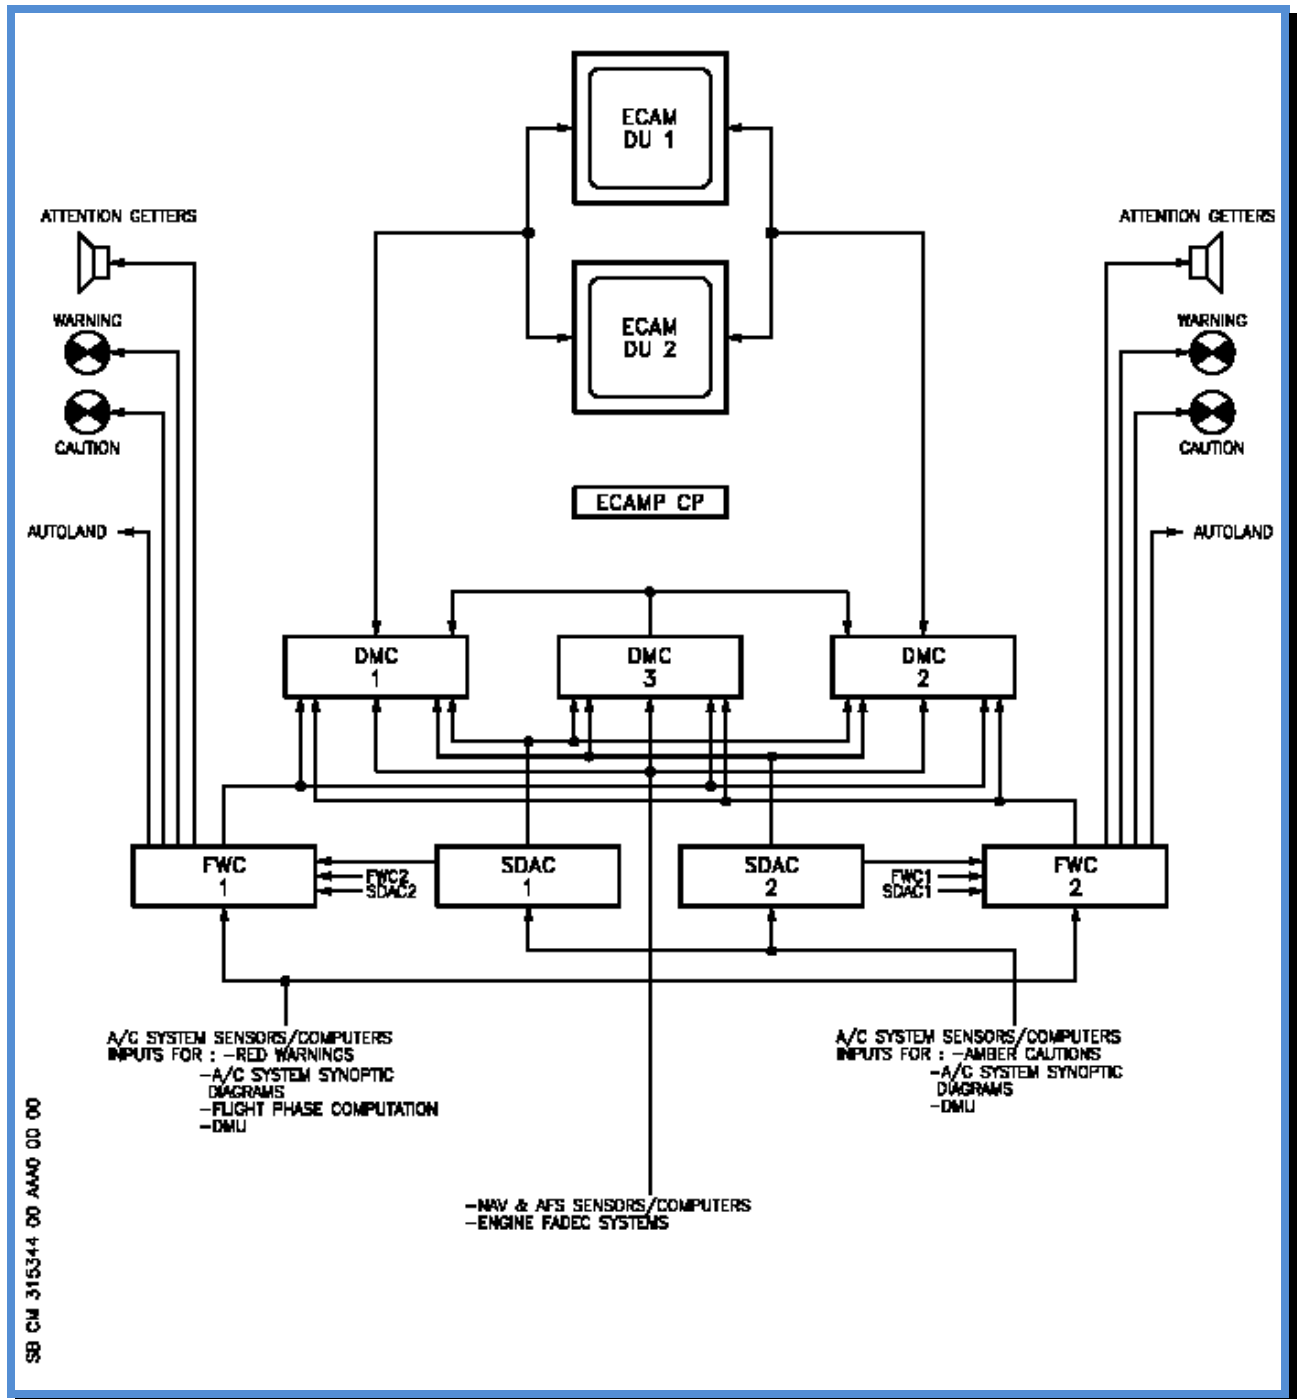 ECAM
DU 1
ATTENTION GETTERS
ATTENTION GETTERS
WARNING
WARNING
ECAM
DU 2
CAUTION
CAUTION
ECAMP CP
AUTOLAND
AUTOLAND
DMC
1
DMC
3
DMC
2
FWC
1
FWC2
SDAC2
SDAC
1
SDAC
2
FWC1
SDAC1
FWC
2
A/C SYSTEM SENSORS/COMPUTERS
INPUTS FOR : -RED WARNINGS
-A/C SYSTEM SYNOPTIC
DIAGRAMS
-FLIGHT PHASE COMPUTATION
-DMU
A/C SYSTEM SENSORS/COMPUTERS
INPUTS FOR : -AMBER CAUTIONS
-A/C SYSTEM SYNOPTIC
DIAGRAMS
-DMU
-NAV & AFS SENSORS/COMPUTERS
-ENGINE FADEC SYSTEMS
SB CM 315344 00 AAA0 00 00